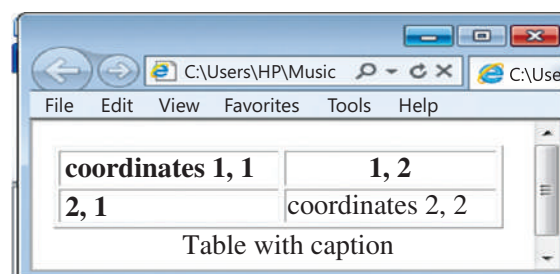 C:\Users\HP\Music
C:\Use
File Edit View Favorites Tools Help
coordinates 1, 1 1, 2
2, 1 coordinates 2, 2
Table with caption